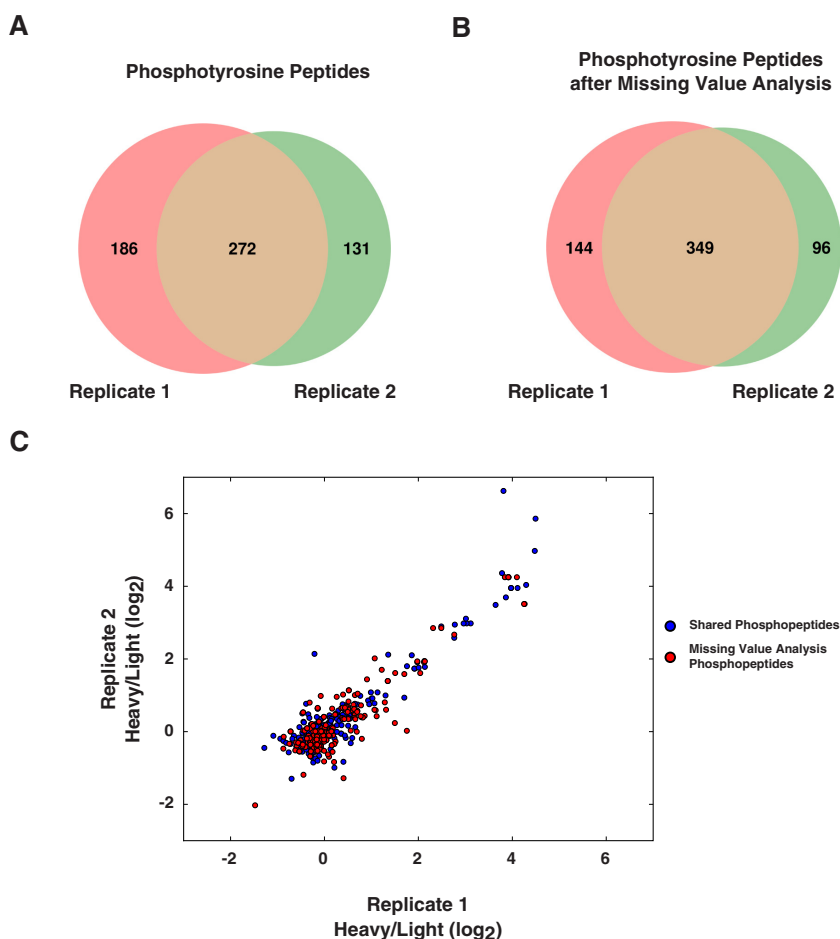 A
Phosphotyrosine Peptides
186
272
131
Replicate 1
Replicate 2
B
Phosphotyrosine Peptides
after Missing Value Analysis
144
349
96
Replicate 1
Replicate 2
C
Replicate 2
Heavy/Light (log2)
6
4
2
0
-2
-2
0
2
4
6
Replicate 1
Heavy/Light (log2)
Shared Phosphopeptides
Missing Value Analysis
Phosphopeptides